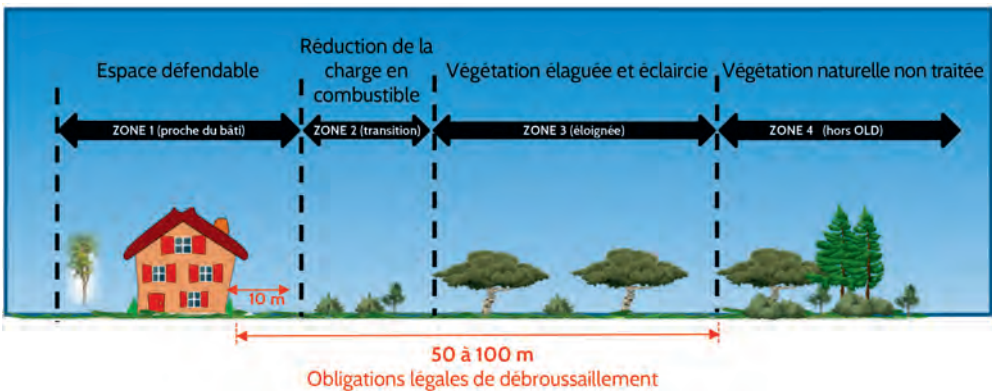 Espace défendable
Réduction de la
charge en
combustible
Végétation élaguée et éclaircie
Végétation naturelle non traitée
ZONE 1 (proche du bâti)
ZONE 2 (transition)
ZONE 3 (éloignée)
ZONE 4 (hors OLD)
10 m
50 à 100 m
Obligations légales de débroussaillement